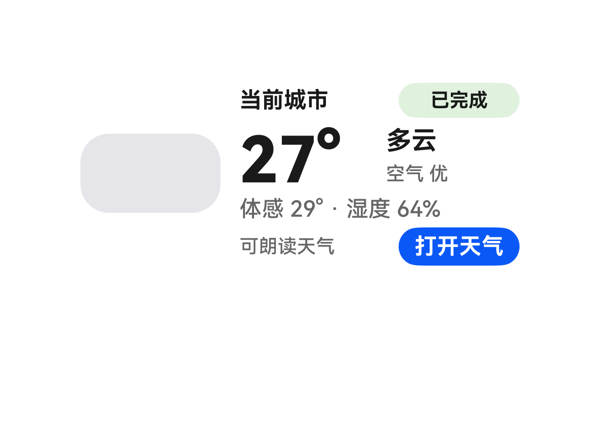 当前城市
已完成
27°
多云
空气 优
体感 29° · 湿度 64%
可朗读天气
打开天气